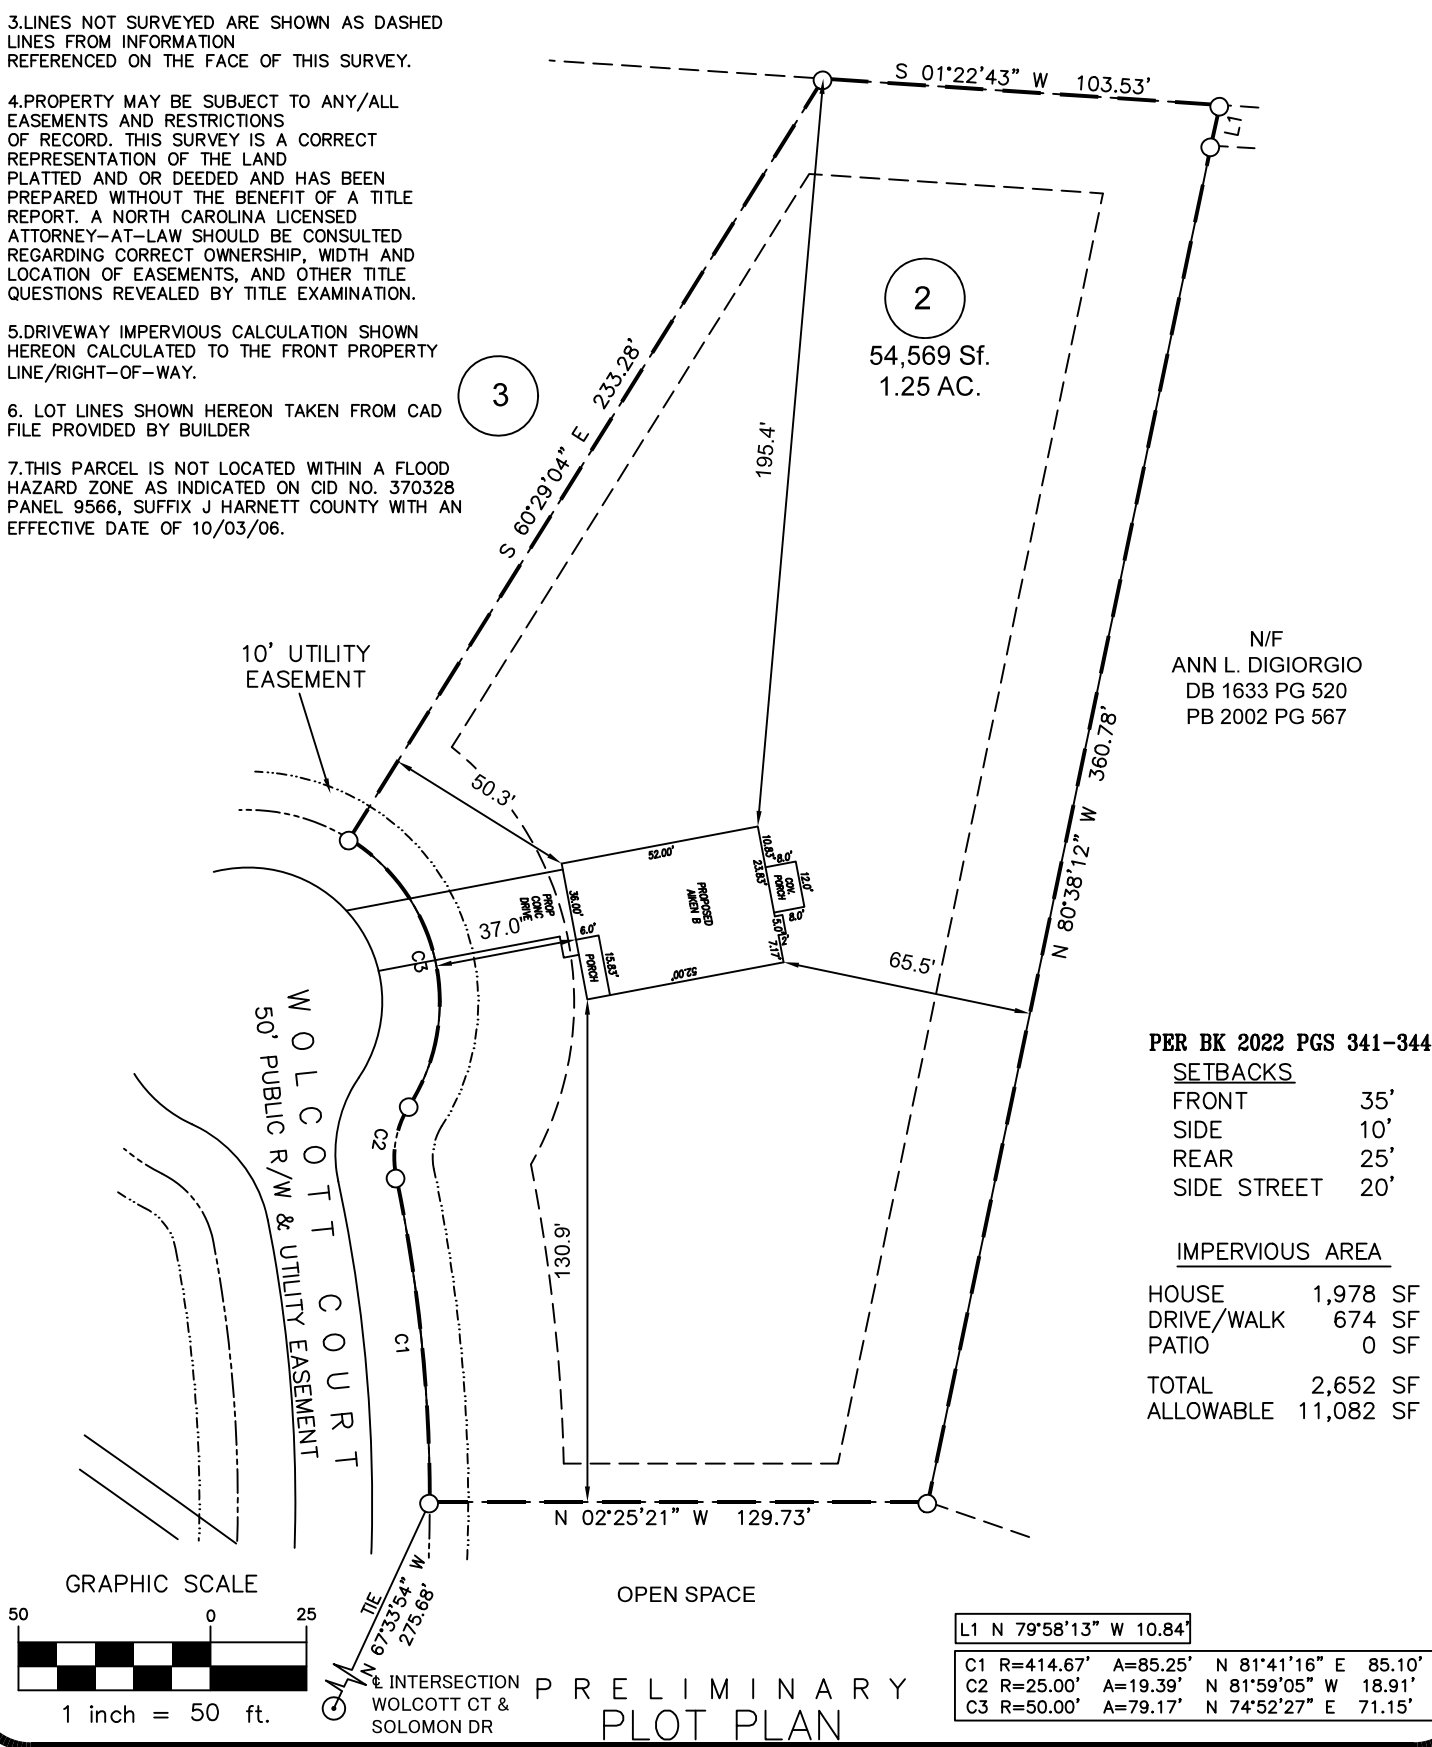 3.LINES NOT SURVEYED ARE SHOWN AS DASHED
LINES FROM INFORMATION
REFERENCED ON THE FACE OF THIS SURVEY.
4.PROPERTY MAY BE SUBJECT TO ANY/ALL
EASEMENTS AND RESTRICTIONS
OF RECORD. THIS SURVEY IS A CORRECT
REPRESENTATION OF THE LAND
PLATTED AND OR DEEDED AND HAS BEEN
PREPARED WITHOUT THE BENEFIT OF A TITLE
REPORT. A NORTH CAROLINA LICENSED
ATTORNEY-AT-LAW SHOULD BE CONSULTED
REGARDING CORRECT OWNERSHIP, WIDTH AND
LOCATION OF EASEMENTS, AND OTHER TITLE
QUESTIONS REVEALED BY TITLE EXAMINATION.
5.DRIVEWAY IMPERVIOUS CALCULATION SHOWN
HEREON CALCULATED TO THE FRONT PROPERTY
LINE/RIGHT-OF-WAY.
6. LOT LINES SHOWN HEREON TAKEN FROM CAD
FILE PROVIDED BY BUILDER
7.THIS PARCEL IS NOT LOCATED WITHIN A FLOOD
HAZARD ZONE AS INDICATED ON CID NO. 370328
PANEL 9566, SUFFIX J HARNETT COUNTY WITH AN
EFFECTIVE DATE OF 10/03/06.
S 01°22'43" W 103.53'
L1
2
54,569 Sf.
1.25 AC.
3
S 60°29'04" E 233.28'
195.4'
10' UTILITY
EASEMENT
N/F
ANN L. DIGIORGIO
DB 1633 PG 520
PB 2002 PG 567
N 80°38'12" W 360.78'
50.3'
52.00'
10.83'
8.0'
23.83'
COV.
PORCH
12.0'
8.0'
5.0'
7.17'
PROPOSED
AIKEN B
36.00'
PROP
CONC
DRIVE
37.0'
6.0'
PORCH
15.83'
52.00'
65.5'
C3
C2
C1
WOLCOTT COURT
50' PUBLIC R/W & UTILITY EASEMENT
130.9'
PER BK 2022 PGS 341-344
SETBACKS
FRONT 35'
SIDE 10'
REAR 25'
SIDE STREET 20'
IMPERVIOUS AREA
HOUSE 1,978 SF
DRIVE/WALK 674 SF
PATIO 0 SF
TOTAL 2,652 SF
ALLOWABLE 11,082 SF
N 02°25'21" W 129.73'
OPEN SPACE
TIE
N 67°33'54" W
275.68'
GRAPHIC SCALE
50 0 25
1 inch = 50 ft.
℄ INTERSECTION
WOLCOTT CT &
SOLOMON DR
PRELIMINARY
PLOT PLAN
L1 N 79°58'13" W 10.84'
C1 R=414.67' A=85.25' N 81°41'16" E 85.10'
C2 R=25.00' A=19.39' N 81°59'05" W 18.91'
C3 R=50.00' A=79.17' N 74°52'27" E 71.15'